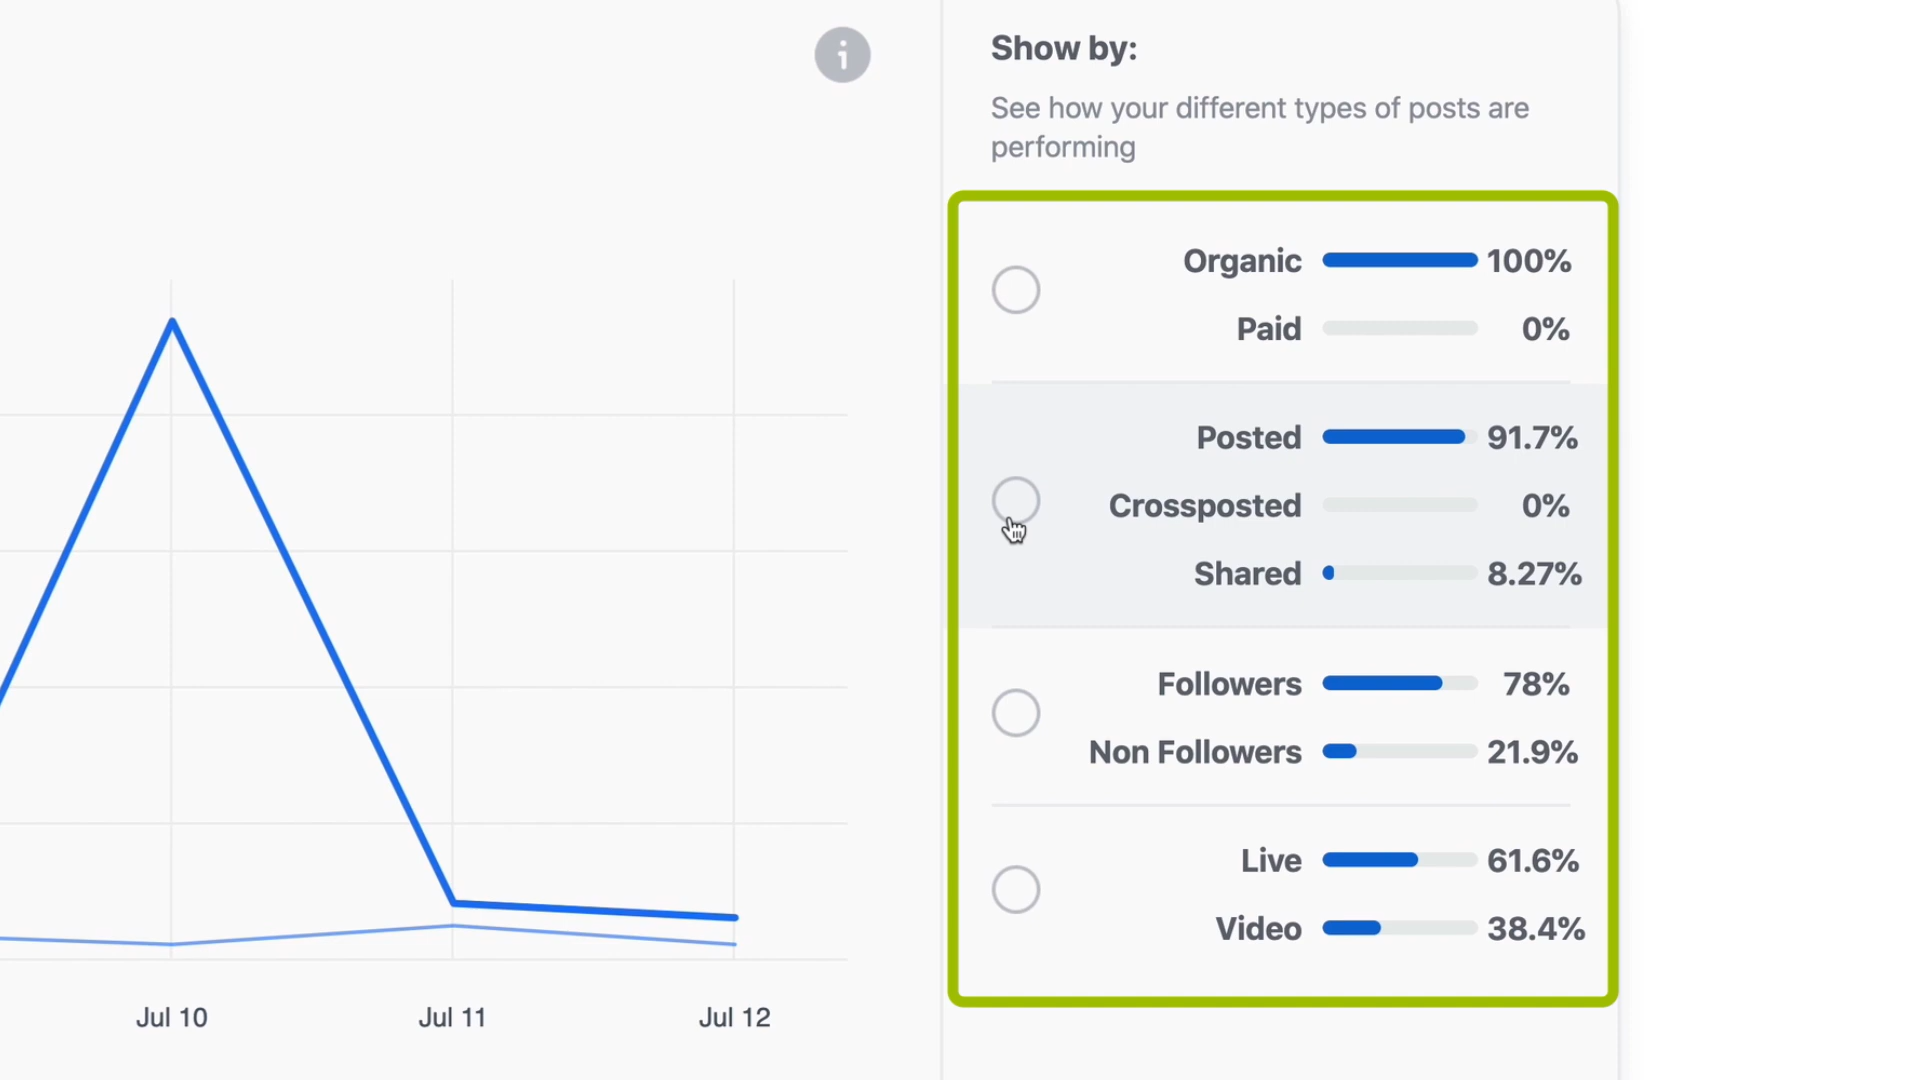 i
Show by:
See how your different types of posts are
performing
Organic 100%
Paid 0%
Posted 91.7%
Crossposted 0%
Shared 8.27%
Followers 78%
Non Followers 21.9%
Live 61.6%
Video 38.4%
Jul 10 Jul 11 Jul 12